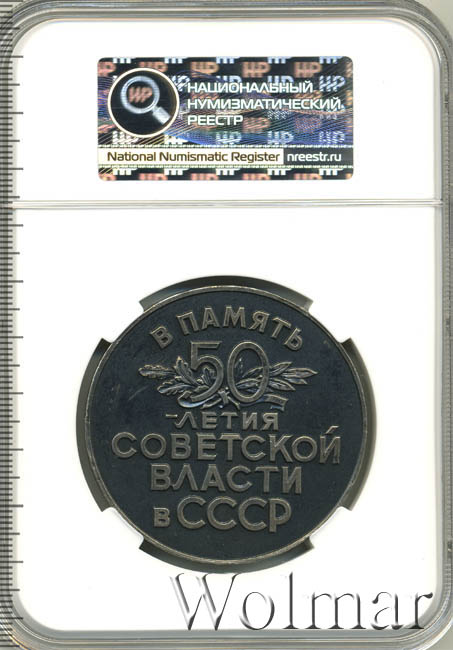 НАЦИОНАЛЬНЫЙ
НУМИЗМАТИЧЕСКИЙ
РЕЕСТР
National Numismatic Register nreestr.ru
В ПАМЯТЬ
50
-ЛЕТИЯ
СОВЕТСКОЙ
ВЛАСТИ
в СССР
Wolmar